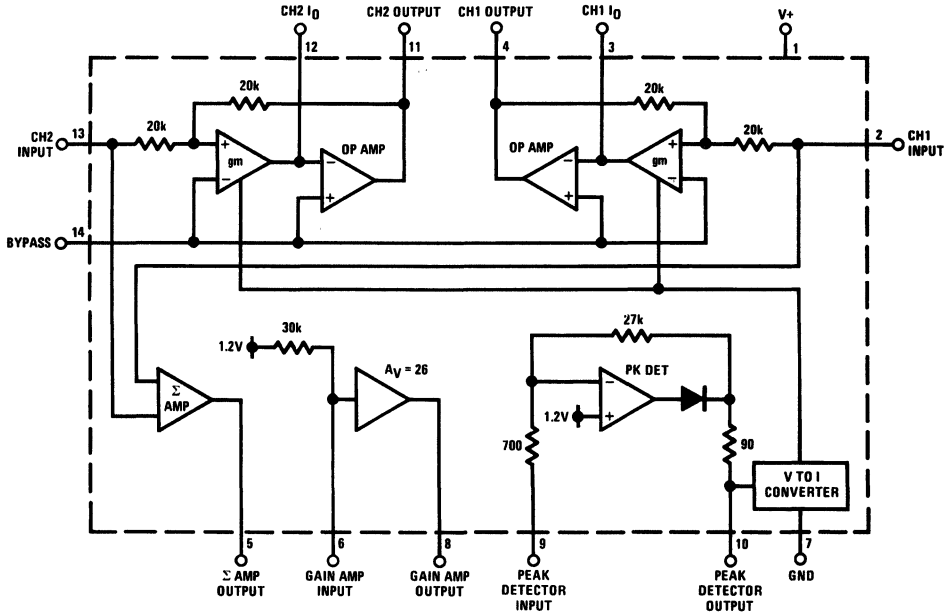 CH2 I_O
CH2 OUTPUT
CH1 OUTPUT
CH1 I_O
V+
12
11
4
3
1
20k
20k
CH2
INPUT
13
20k
+
gm
−
−
OP AMP
+
OP AMP
−
+
gm
+
−
20k
2
CH1
INPUT
BYPASS
14
1.2V
30k
27k
Σ
AMP
A_V = 26
PK DET
−
1.2V
+
700
90
V TO I
CONVERTER
5
6
8
9
10
7
Σ AMP
OUTPUT
GAIN AMP
INPUT
GAIN AMP
OUTPUT
PEAK
DETECTOR
INPUT
PEAK
DETECTOR
OUTPUT
GND